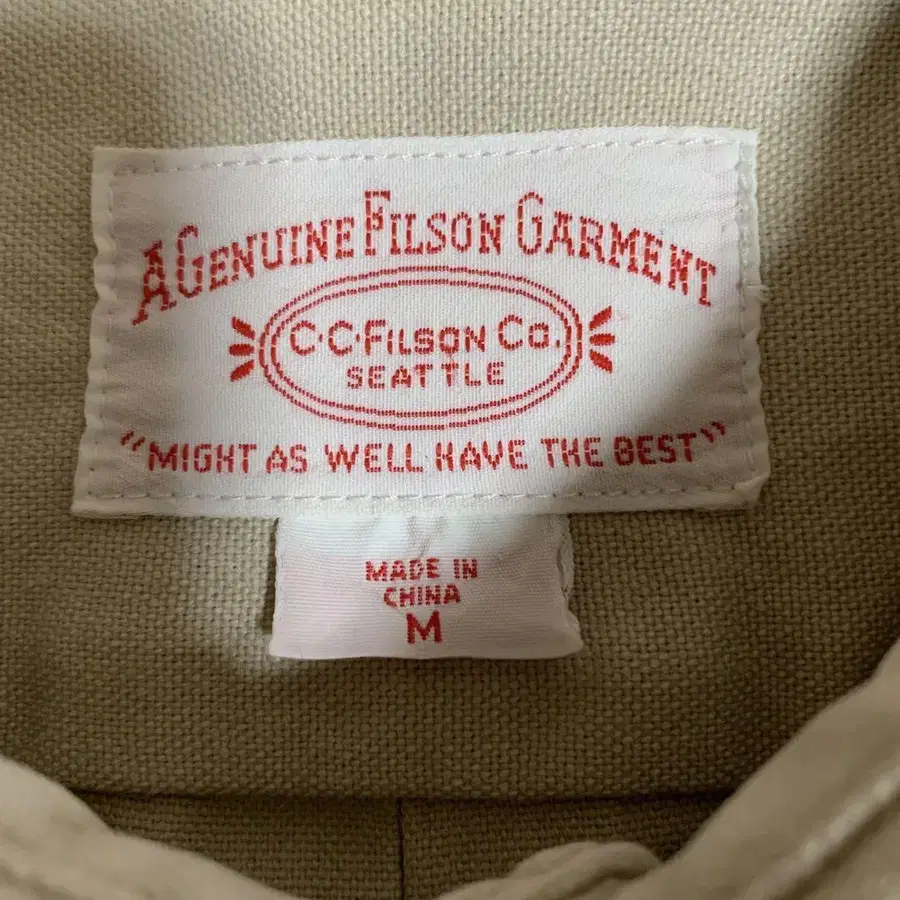 A GENUINE FILSON GARMENT
C·C·FILSON CO.
SEATTLE
"MIGHT AS WELL HAVE THE BEST"
MADE IN
CHINA
M